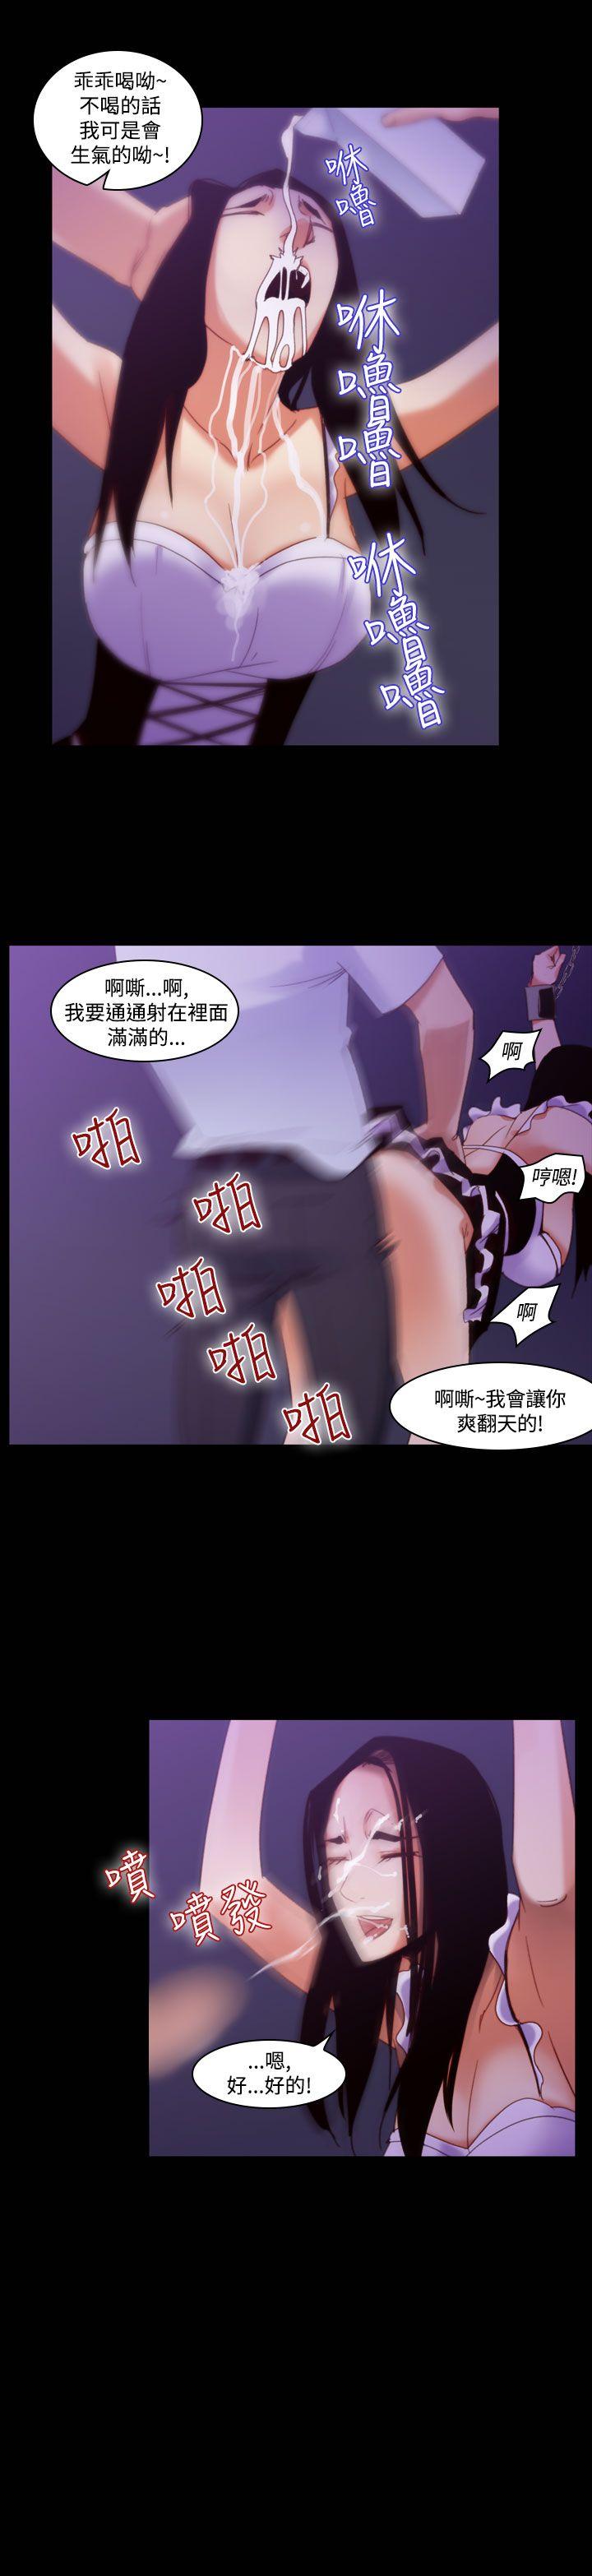 乖乖喝呦~
不喝的話
我可是會
生氣的呦~!
咻
嚕
咻
嚕
嚕
咻
嚕
嚕
啊嘶...啊,
我要通通射在裡面
滿滿的...
啊
哼嗯!
啪
啪
啪
啪
啪
啊
啊嘶~我會讓你
爽翻天的!
噴
噴發
...嗯,
好...好的!